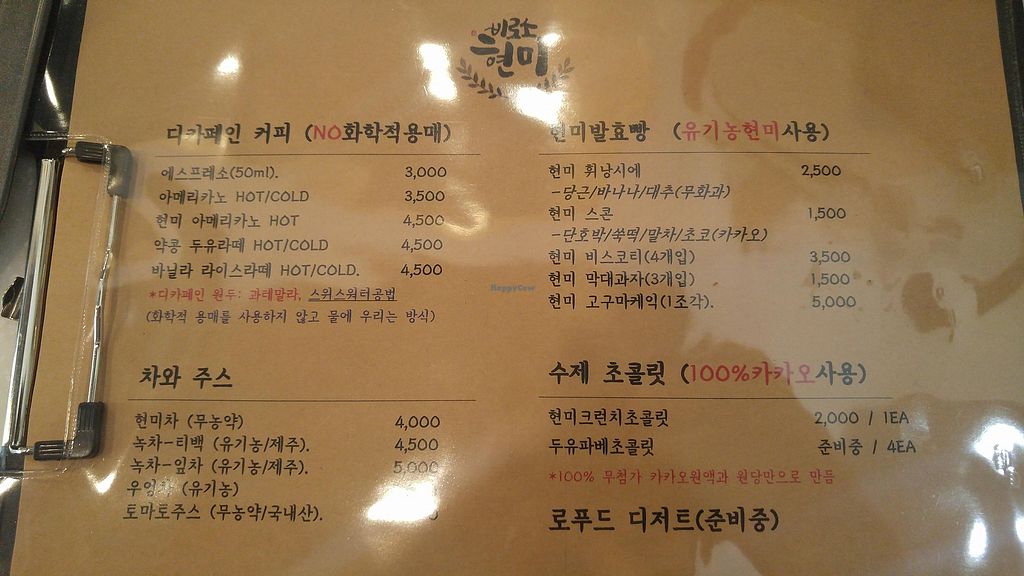 비로소
현미
디카페인 커피 (NO화학적용매)
에스프레소(50ml). 3,000
아메리카노 HOT/COLD 3,500
현미 아메리카노 HOT 4,500
약콩 두유라떼 HOT/COLD 4,500
바닐라 라이스라떼 HOT/COLD. 4,500
*디카페인 원두: 과테말라, 스위스워터공법
(화학적 용매를 사용하지 않고 물에 우리는 방식)
차와 주스
현미차 (무농약) 4,000
녹차-티백 (유기농/제주). 4,500
녹차-잎차 (유기농/제주). 5,000
우엉차 (유기농)
토마토주스 (무농약/국내산).
현미발효빵 (유기농현미사용)
현미 휘낭시에 2,500
-당근/바나나/대추(무화과)
현미 스콘 1,500
-단호박/쑥떡/말차/초코(카카오)
현미 비스코티(4개입) 3,500
현미 막대과자(3개입) 1,500
현미 고구마케익(1조각). 5,000
HappyCow
수제 초콜릿 (100%카카오사용)
현미크런치초콜릿 2,000 / 1EA
두유파베초콜릿 준비중 / 4EA
*100% 무첨가 카카오원액과 원당만으로 만듬
로푸드 디저트(준비중)